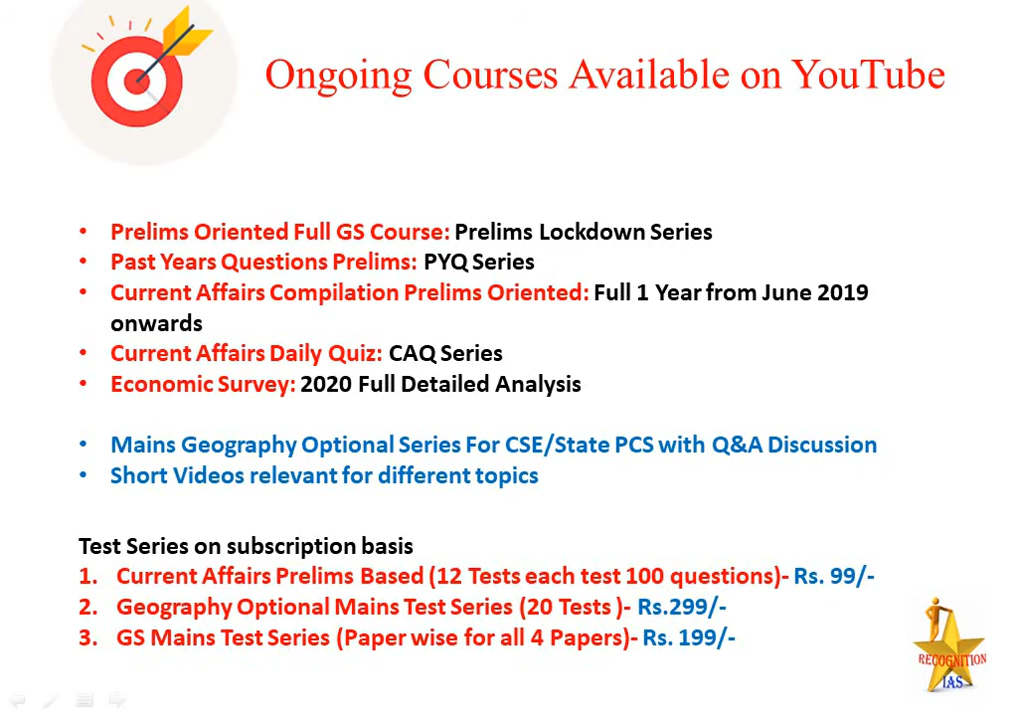 Ongoing Courses Available on YouTube
• Prelims Oriented Full GS Course: Prelims Lockdown Series
• Past Years Questions Prelims: PYQ Series
• Current Affairs Compilation Prelims Oriented: Full 1 Year from June 2019
onwards
• Current Affairs Daily Quiz: CAQ Series
• Economic Survey: 2020 Full Detailed Analysis
• Mains Geography Optional Series For CSE/State PCS with Q&A Discussion
• Short Videos relevant for different topics
Test Series on subscription basis
1. Current Affairs Prelims Based (12 Tests each test 100 questions)- Rs. 99/-
2. Geography Optional Mains Test Series (20 Tests )- Rs.299/-
3. GS Mains Test Series (Paper wise for all 4 Papers)- Rs. 199/-
RECOGNITION
IAS